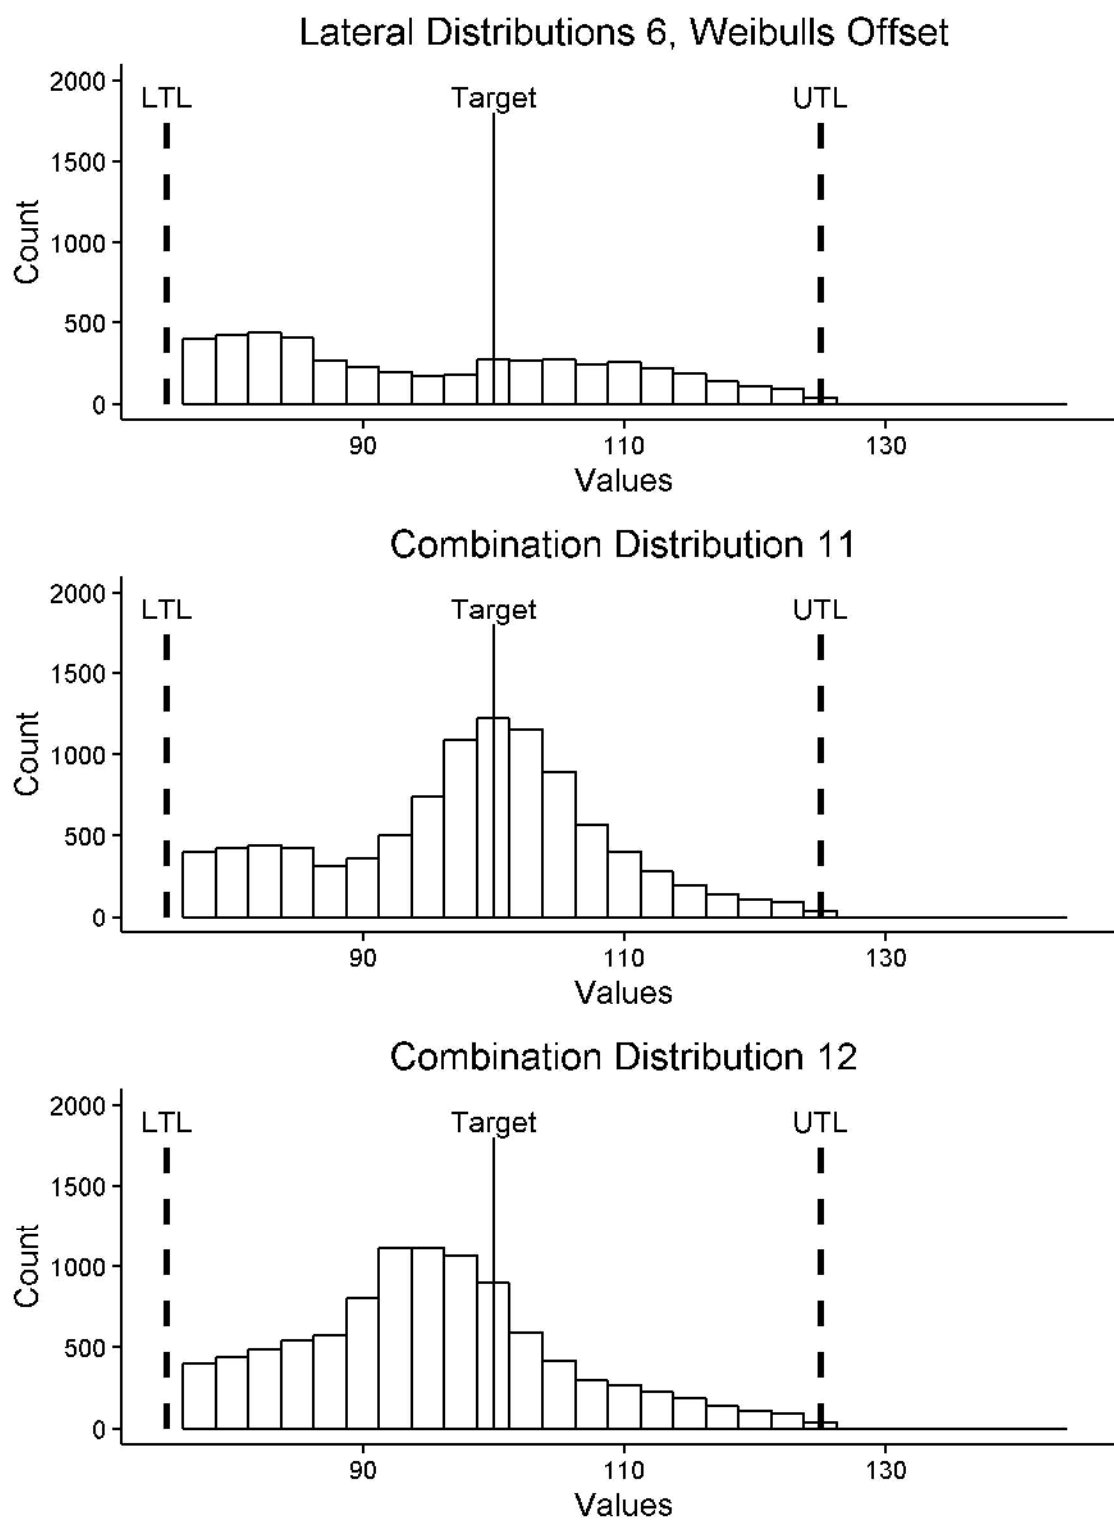 Lateral Distributions 6, Weibulls Offset
2000
LTL Target UTL
1500
Count
1000
500
0
90 110 130
Values
Combination Distribution 11
2000
LTL Target UTL
1500
Count
1000
500
0
90 110 130
Values
Combination Distribution 12
2000
LTL Target UTL
1500
Count
1000
500
0
90 110 130
Values